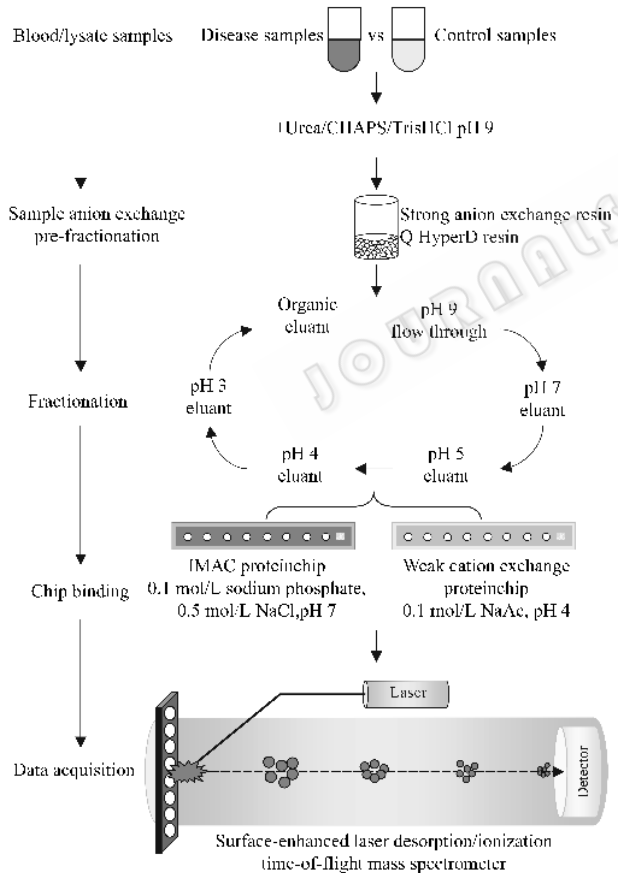 Blood/lysate samples
Disease samples vs Control samples
+Urea/CHAPS/TrisHCl pH 9
Sample anion exchange
pre-fractionation
Strong anion exchange resin
Q HyperD resin
Organic
eluant
pH 9
flow through
pH 7
eluant
pH 5
eluant
pH 4
eluant
pH 3
eluant
Fractionation
IMAC proteinchip
0.1 mol/L sodium phosphate,
0.5 mol/L NaCl,pH 7
Weak cation exchange
proteinchip
0.1 mol/L NaAc, pH 4
Chip binding
Laser
Data acquisition
Detector
Surface-enhanced laser desorption/ionization
time-of-flight mass spectrometer
JOURNALS